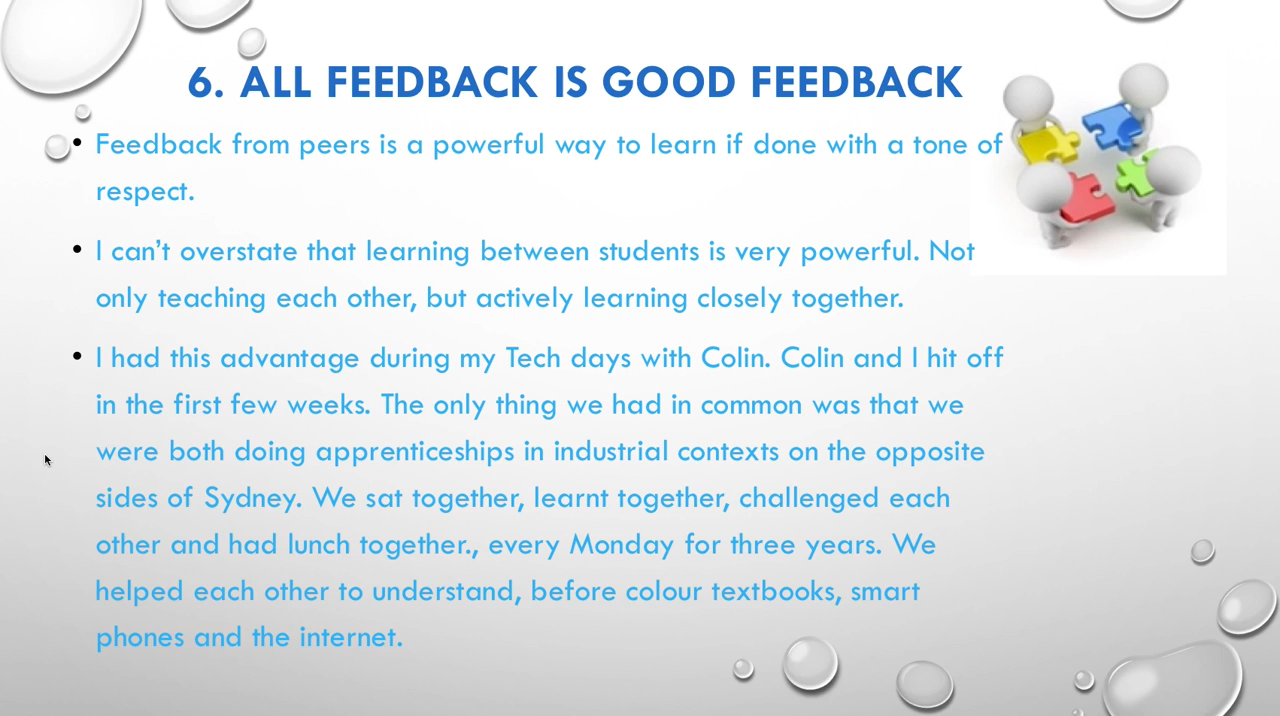 6. ALL FEEDBACK IS GOOD FEEDBACK
• Feedback from peers is a powerful way to learn if done with a tone of
respect.
• I can’t overstate that learning between students is very powerful. Not
only teaching each other, but actively learning closely together.
• I had this advantage during my Tech days with Colin. Colin and I hit off
in the first few weeks. The only thing we had in common was that we
were both doing apprenticeships in industrial contexts on the opposite
sides of Sydney. We sat together, learnt together, challenged each
other and had lunch together., every Monday for three years. We
helped each other to understand, before colour textbooks, smart
phones and the internet.